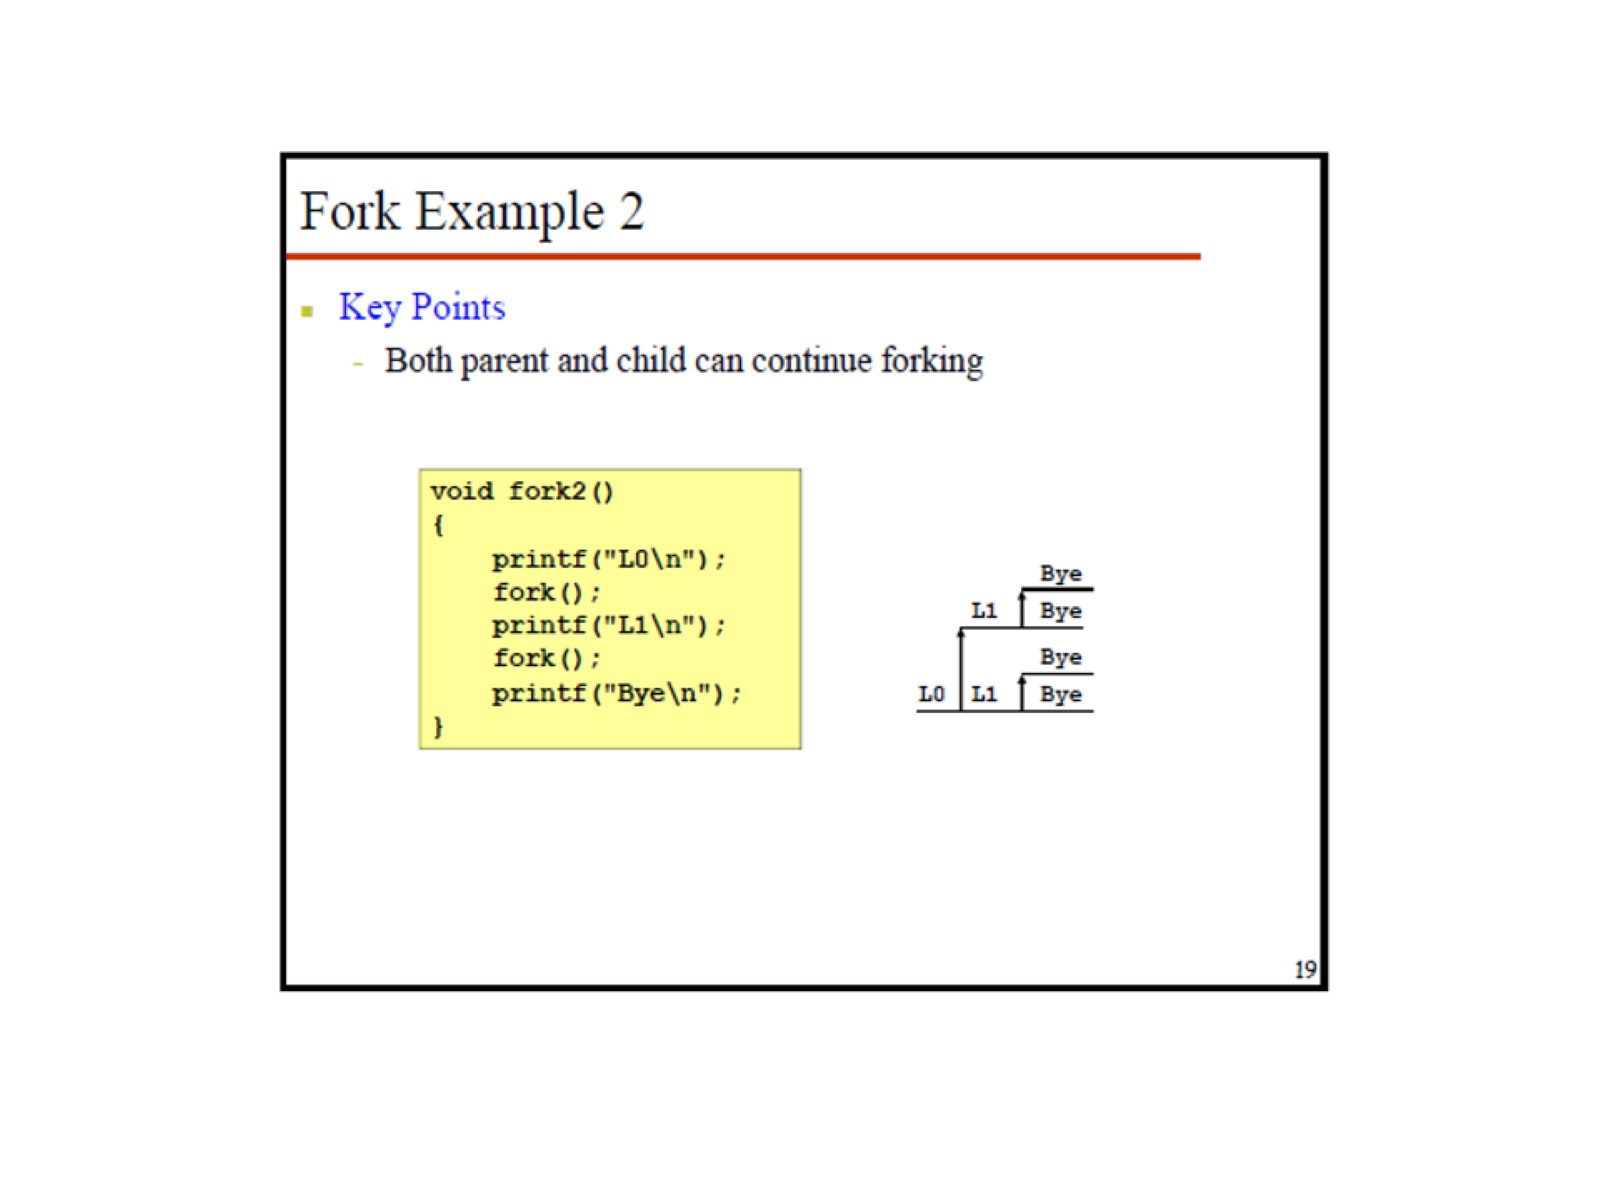 Fork Example 2
Key Points
- Both parent and child can continue forking
void fork2()
{
    printf("L0\n");
    fork();
    printf("L1\n");
    fork();
    printf("Bye\n");
}
Bye
L1 Bye
Bye
L0 L1 Bye
19